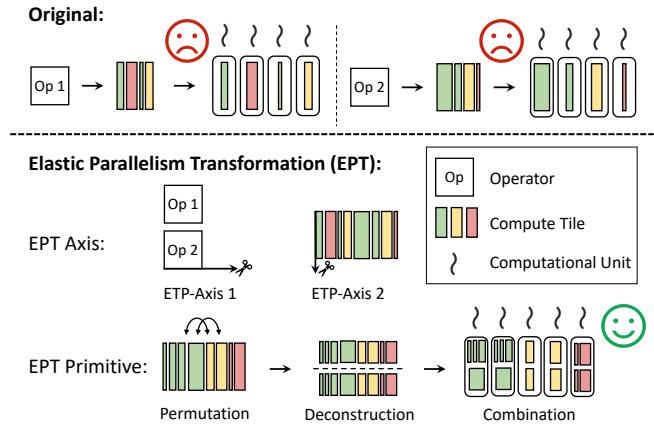 Original:
Op 1
Op 2
Elastic Parallelism Transformation (EPT):
Op 1
Op 2
EPT Axis:
ETP-Axis 1
ETP-Axis 2
Op
Operator
Compute Tile
Computational Unit
EPT Primitive:
Permutation
Deconstruction
Combination